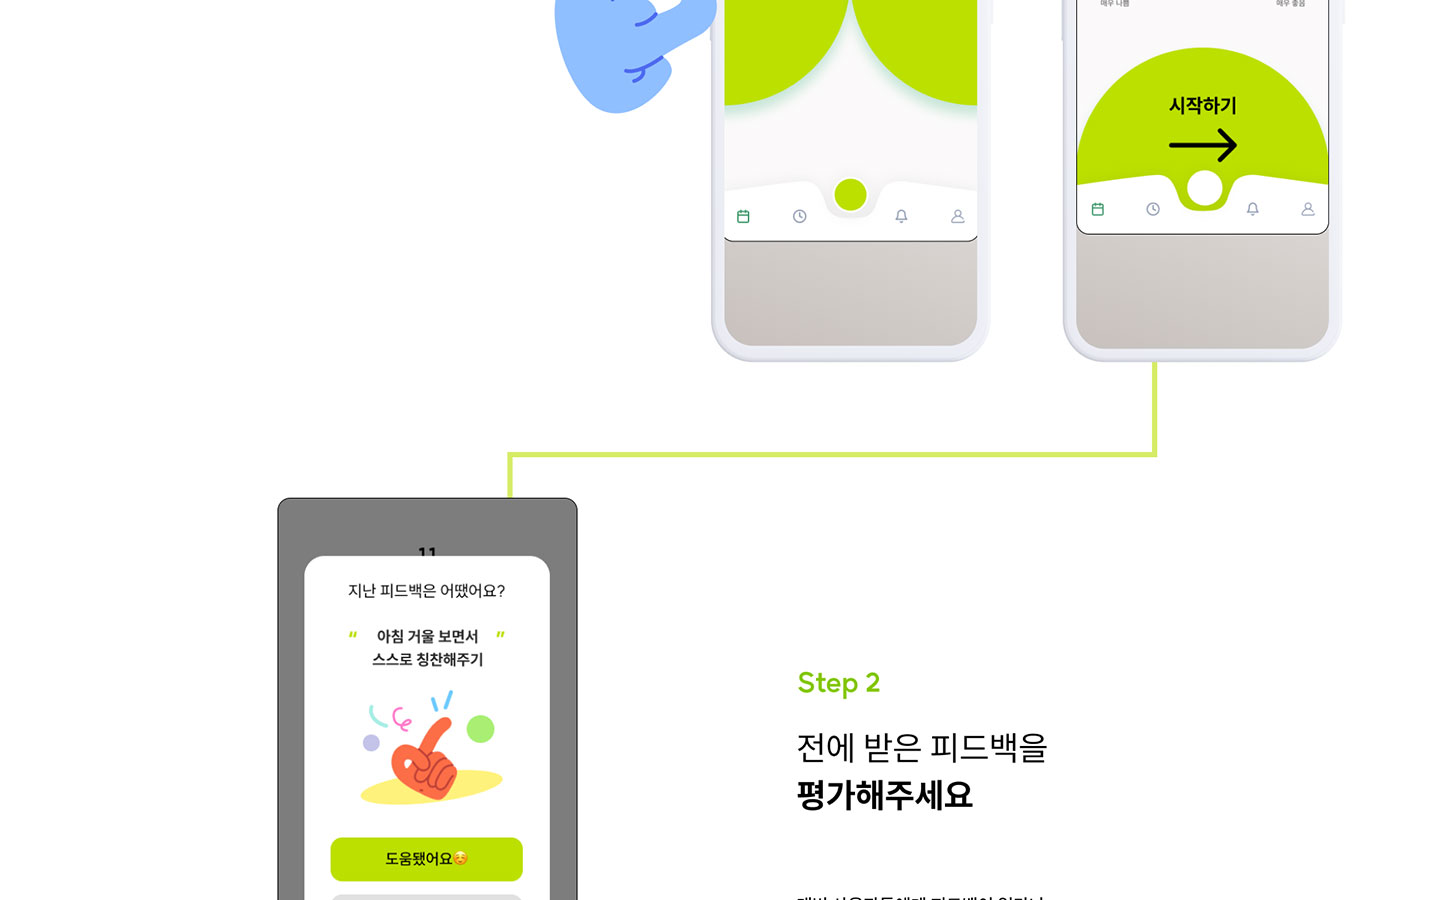 매우 나쁨
매우 좋음
시작하기
11
지난 피드백은 어땠어요?
“ 아침 거울 보면서 ”
스스로 칭찬해주기
도움됐어요☺️
Step 2
전에 받은 피드백을
평가해주세요